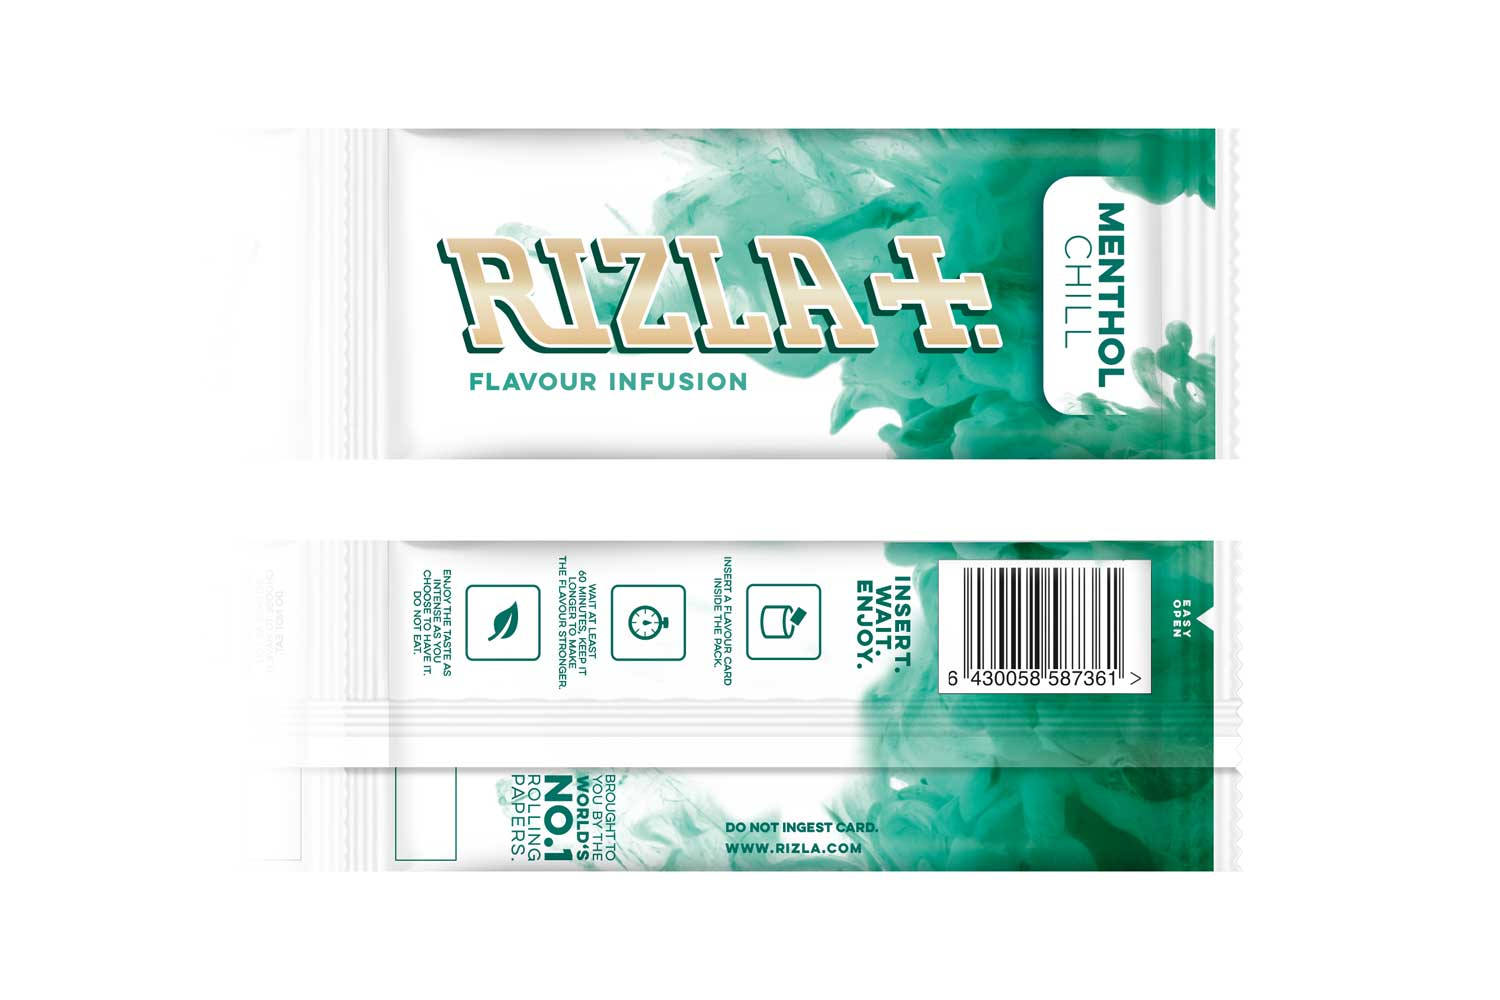 RIZLA+.
FLAVOUR INFUSION
MENTHOL
CHILL
INSERT.
WAIT.
ENJOY.
INSERT A FLAVOUR CARD
INSIDE THE PACK.
WAIT AT LEAST
60 MINUTES, KEEP IT
LONGER TO MAKE
THE FLAVOUR STRONGER.
ENJOY THE TASTE AS
INTENSE AS YOU
CHOOSE TO HAVE IT.
DO NOT EAT.
6 430058 587361 >
EASY
OPEN
BROUGHT TO
YOU BY THE
WORLD'S
NO.1
ROLLING
PAPERS.
DO NOT INGEST CARD.
WWW.RIZLA.COM